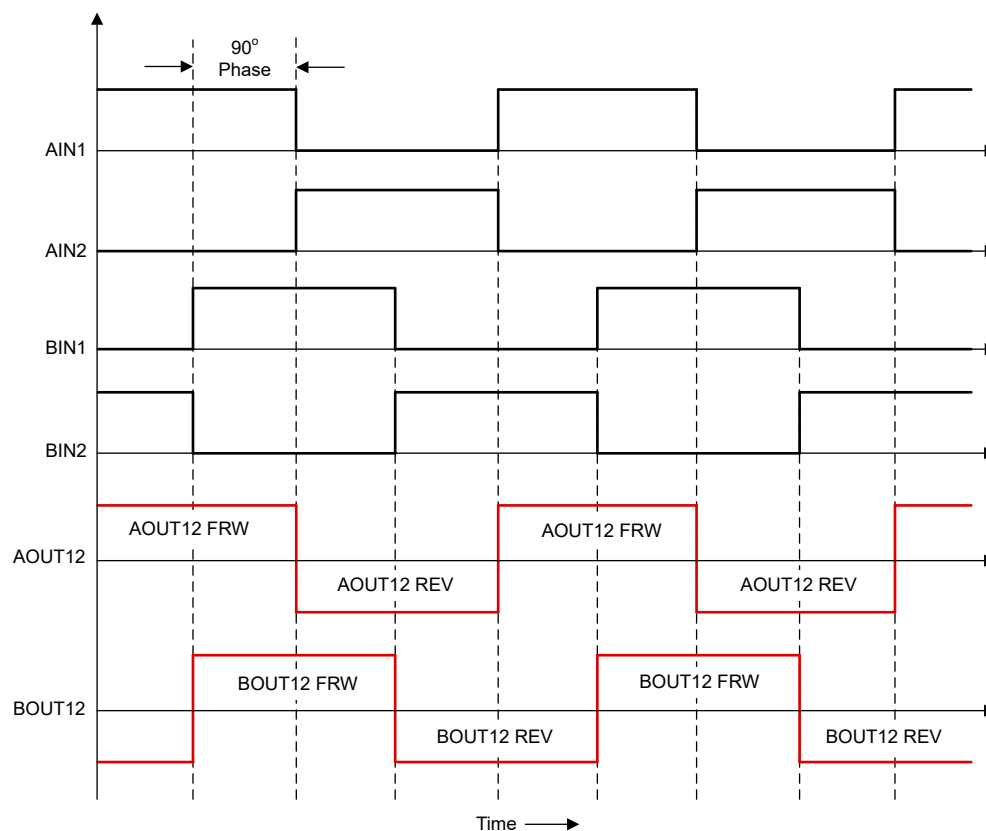 90°
Phase
AIN1
AIN2
BIN1
BIN2
AOUT12 FRW
AOUT12 FRW
AOUT12
AOUT12 REV
AOUT12 REV
BOUT12 FRW
BOUT12 FRW
BOUT12
BOUT12 REV
BOUT12 REV
Time